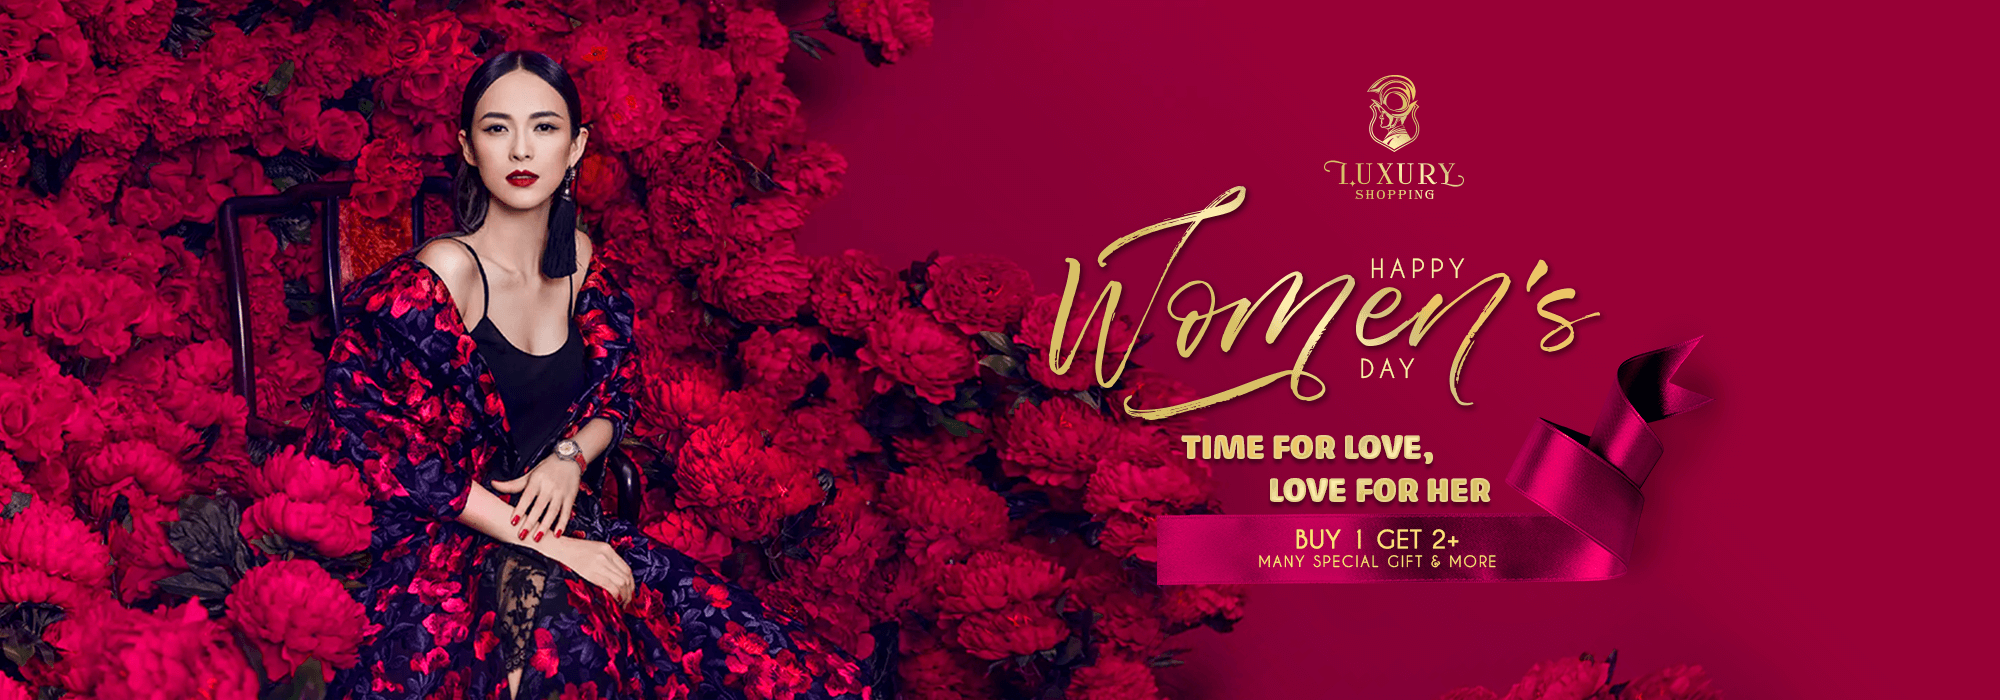 LUXURY
SHOPPING
HAPPY
Women's
DAY
TIME FOR LOVE,
LOVE FOR HER
BUY 1 GET 2+
MANY SPECIAL GIFT & MORE